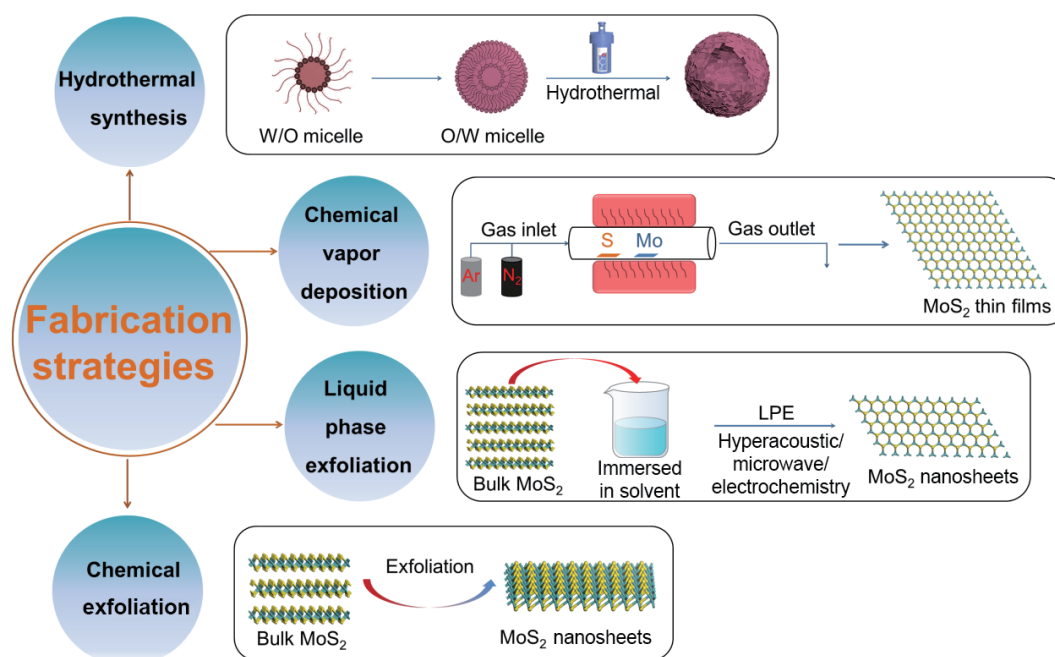 Fabrication
strategies
Hydrothermal
synthesis
W/O micelle
O/W micelle
Hydrothermal
Chemical
vapor
deposition
Gas inlet
Ar
N₂
S
Mo
Gas outlet
MoS₂ thin films
Liquid
phase
exfoliation
Bulk MoS₂
Immersed
in solvent
LPE
Hyperacoustic/
microwave/
electrochemistry
MoS₂ nanosheets
Chemical
exfoliation
Bulk MoS₂
Exfoliation
MoS₂ nanosheets